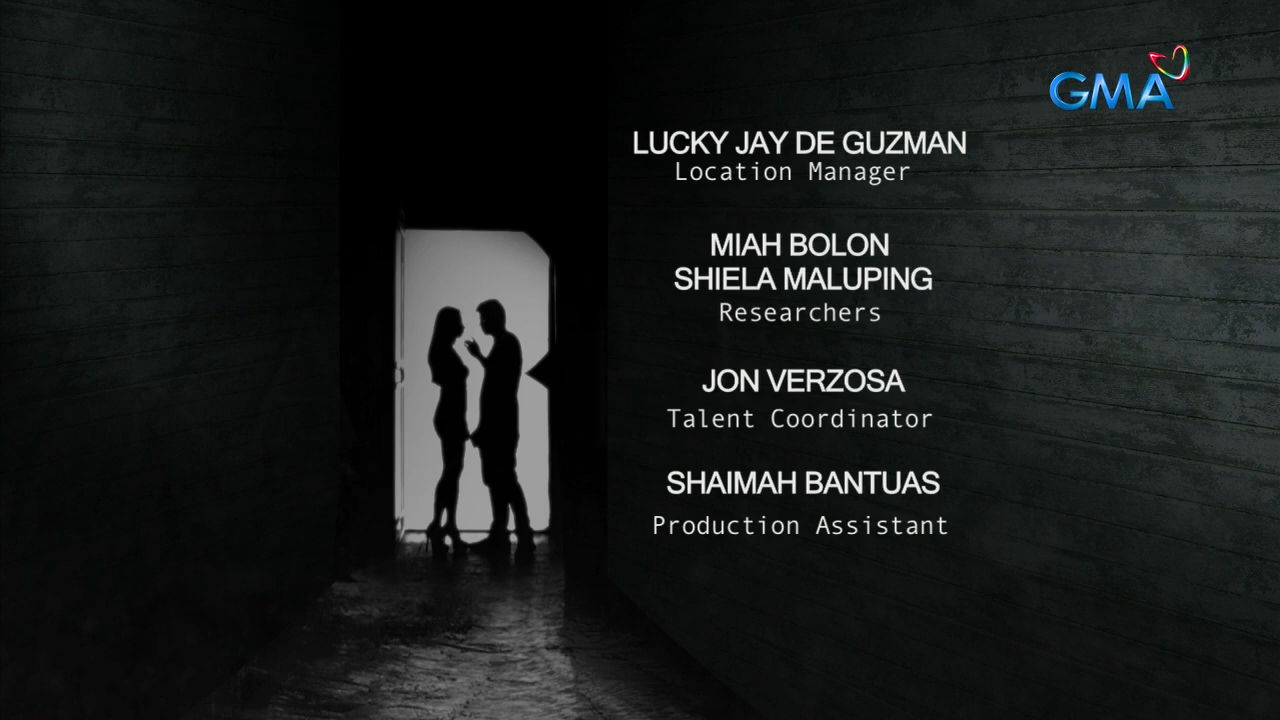 GMA
LUCKY JAY DE GUZMAN
Location Manager
MIAH BOLON
SHIELA MALUPING
Researchers
JON VERZOSA
Talent Coordinator
SHAIMAH BANTUAS
Production Assistant